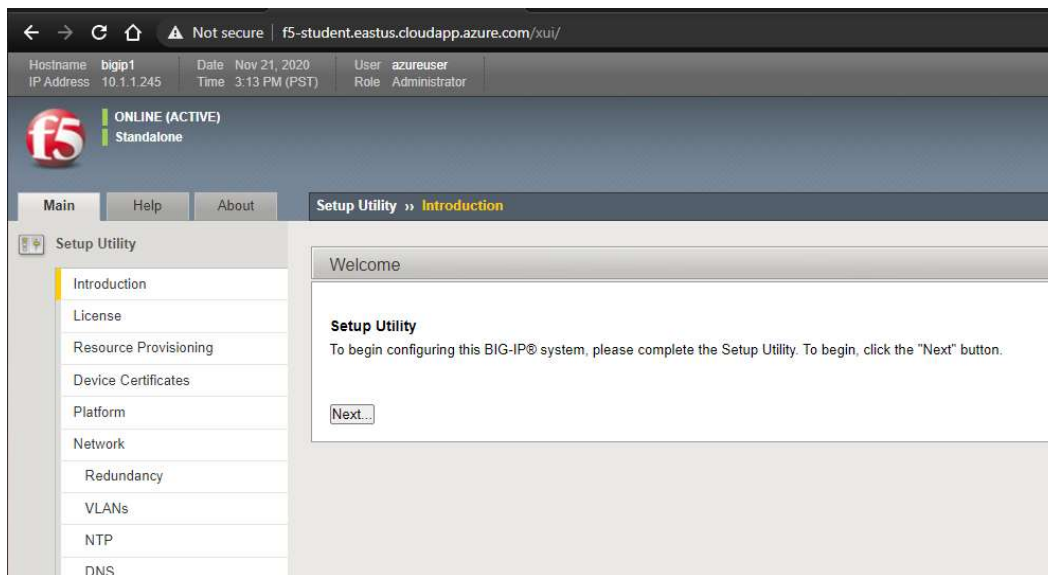 Not secure f5-student.eastus.cloudapp.azure.com/xui/
Hostname bigip1 Date Nov 21, 2020 User azureuser
IP Address 10.1.1.245 Time 3:13 PM (PST) Role Administrator
f5
ONLINE (ACTIVE)
Standalone
Main Help About
Setup Utility ›› Introduction
Setup Utility
Welcome
Introduction
License
Setup Utility
Resource Provisioning
To begin configuring this BIG-IP® system, please complete the Setup Utility. To begin, click the "Next" button.
Device Certificates
Platform
Next...
Network
Redundancy
VLANs
NTP
DNS